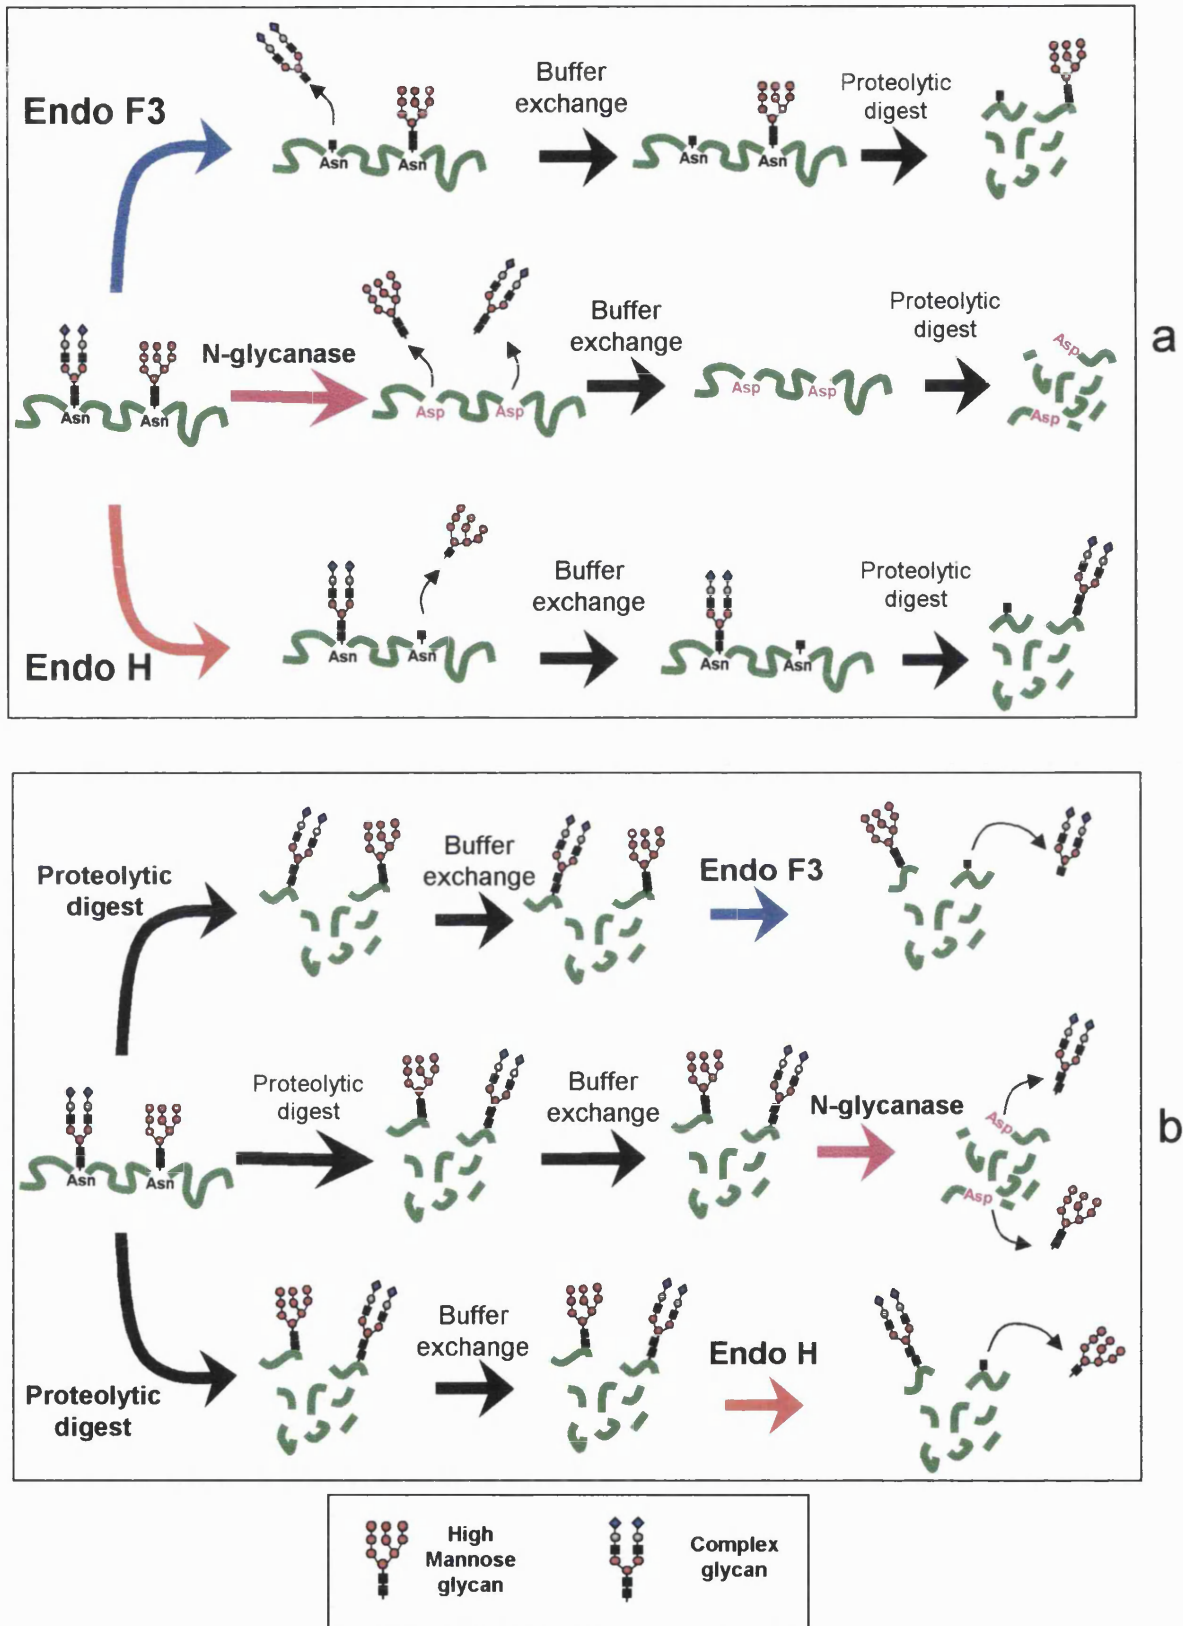 Endo F3
Asn
Asn
Buffer
exchange
Asn
Asn
Proteolytic
digest
Asn
Asn
N-glycanase
Asp
Asp
Buffer
exchange
Asp
Asp
Proteolytic
digest
Asp
Asp
a
Endo H
Asn
Asn
Buffer
exchange
Asn
Asn
Proteolytic
digest
Proteolytic
digest
Buffer
exchange
Endo F3
Asn
Asn
Proteolytic
digest
Buffer
exchange
N-glycanase
Asp
Asp
b
Proteolytic
digest
Buffer
exchange
Endo H
High
Mannose
glycan
Complex
glycan